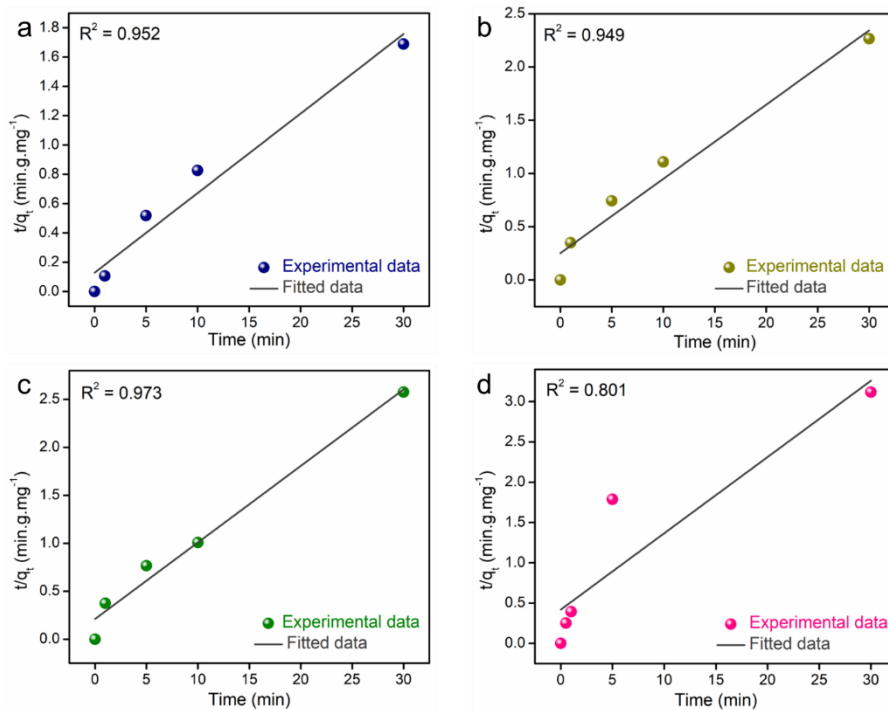 a
R² = 0.952
1.8
1.6
1.4
1.2
1.0
0.8
0.6
0.4
0.2
0.0
t/qₜ (min.g.mg⁻¹)
Experimental data
Fitted data
0 5 10 15 20 25 30
Time (min)
b
R² = 0.949
2.5
2.0
1.5
1.0
0.5
0.0
t/qₜ (min.g.mg⁻¹)
Experimental data
Fitted data
0 5 10 15 20 25 30
Time (min)
c
R² = 0.973
2.5
2.0
1.5
1.0
0.5
0.0
t/qₜ (min.g.mg⁻¹)
Experimental data
Fitted data
0 5 10 15 20 25 30
Time (min)
d
R² = 0.801
3.0
2.5
2.0
1.5
1.0
0.5
0.0
t/qₜ (min.g.mg⁻¹)
Experimental data
Fitted data
0 5 10 15 20 25 30
Time (min)